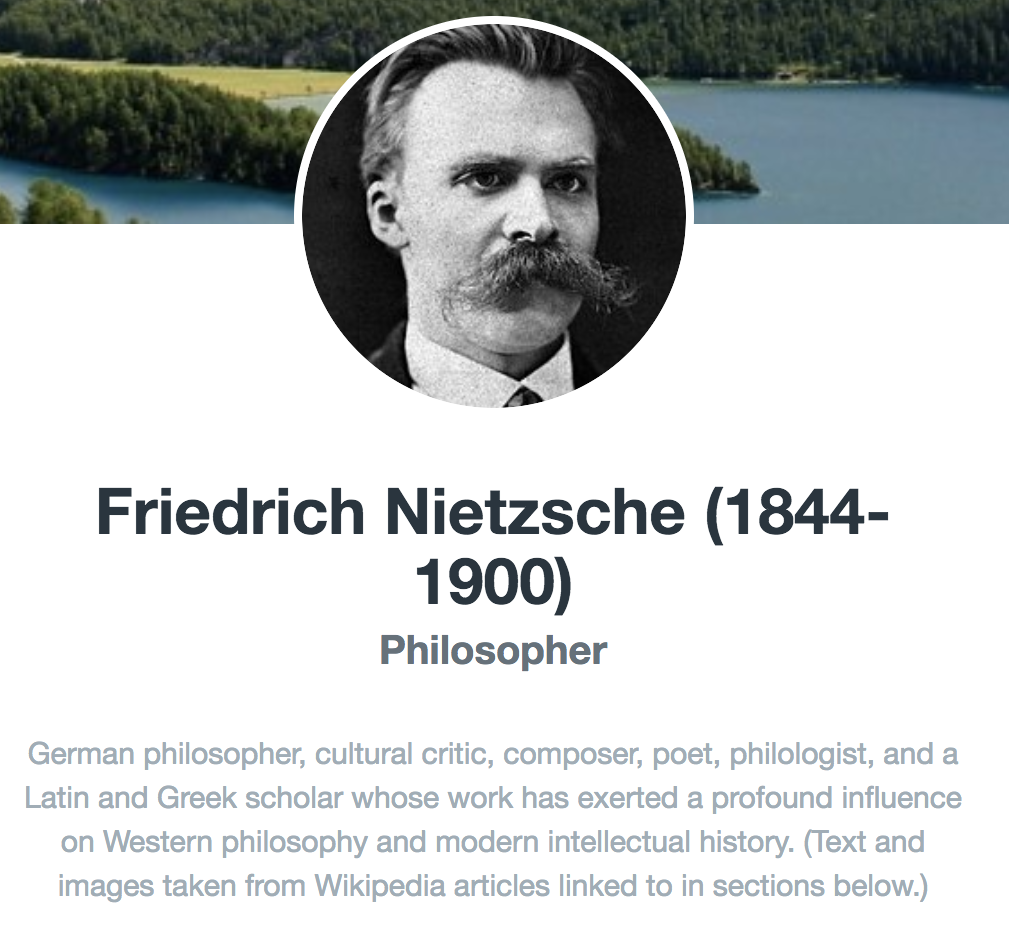 Friedrich Nietzsche (1844-
1900)
Philosopher
German philosopher, cultural critic, composer, poet, philologist, and a
Latin and Greek scholar whose work has exerted a profound influence
on Western philosophy and modern intellectual history. (Text and
images taken from Wikipedia articles linked to in sections below.)